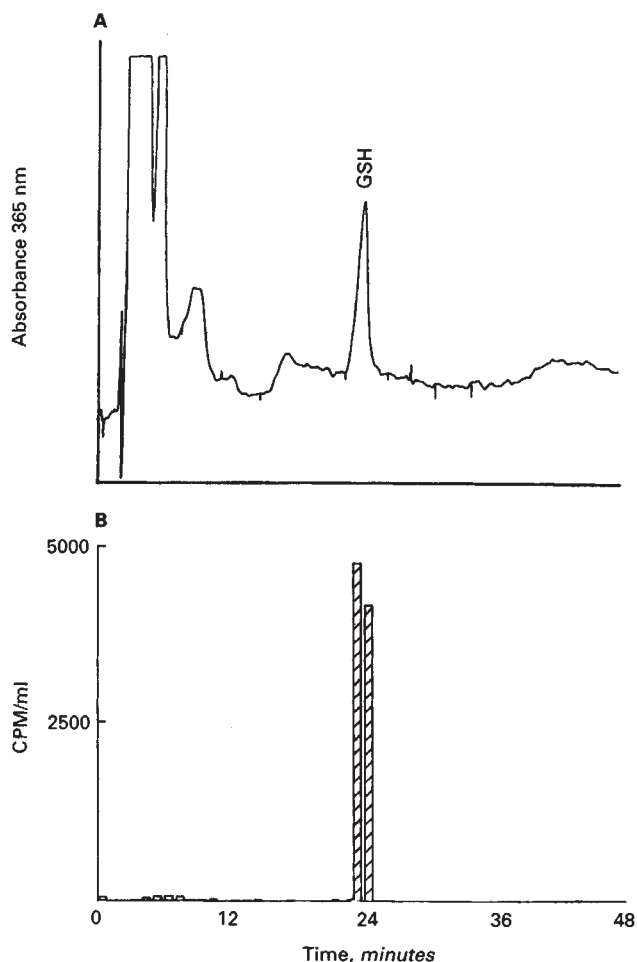 A
Absorbance 365 nm
GSH
B
5000
2500
CPM/ml
0 12 24 36 48
Time, minutes